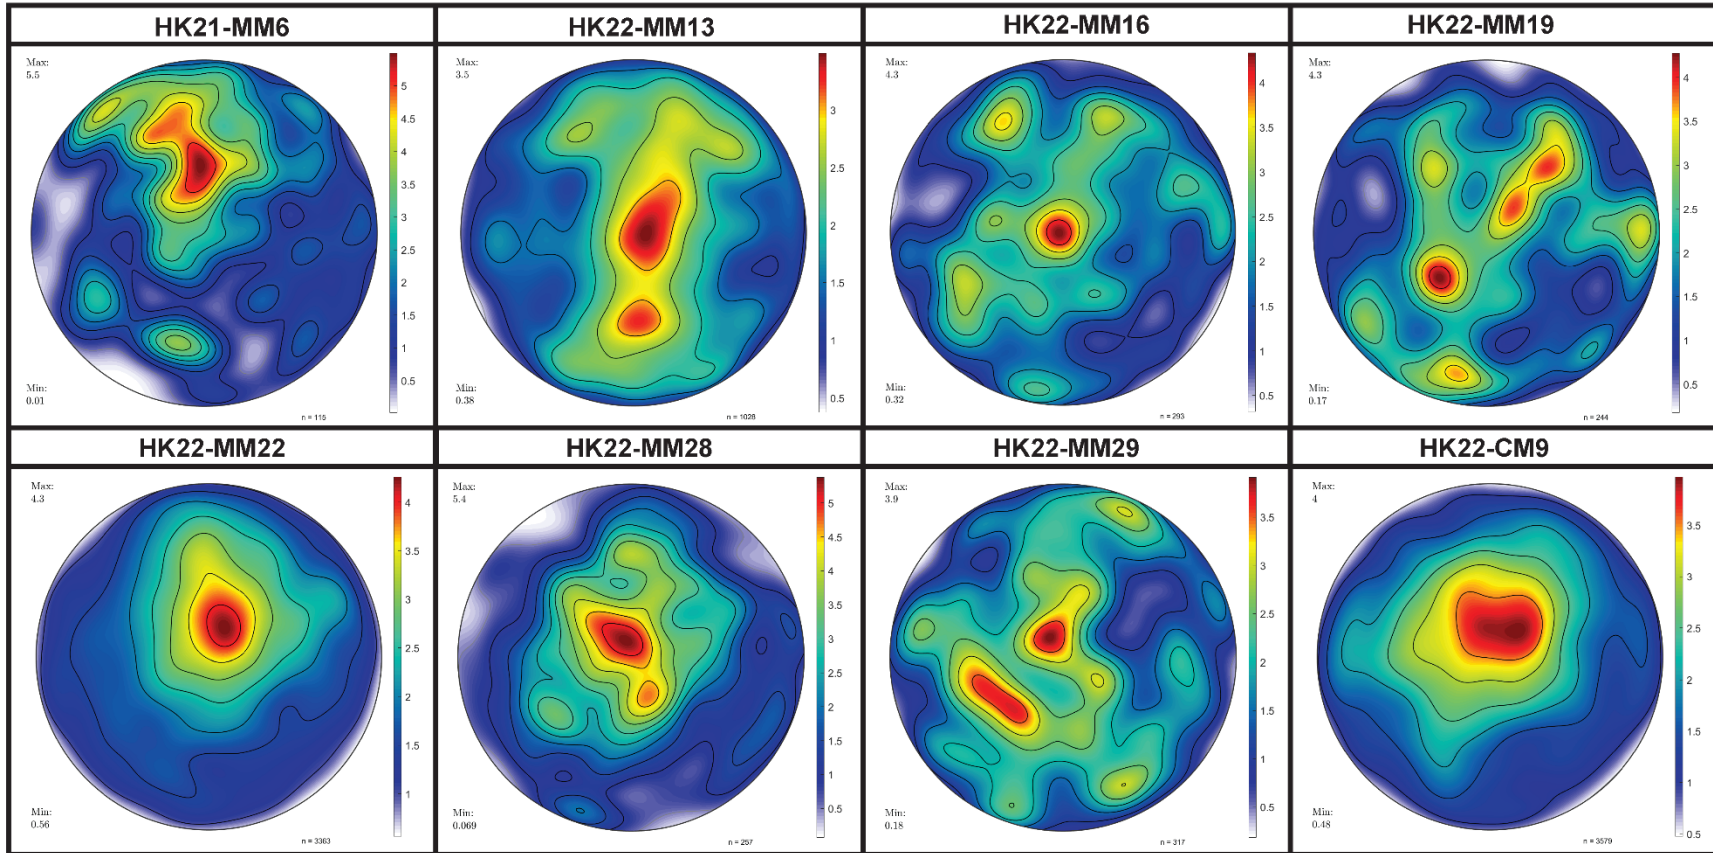 HK21-MM6
Max:
5.5
5
4.5
4
3.5
3
2.5
2
1.5
1
0.5
Min:
0.01
n = 115
HK22-MM13
Max:
3.5
3
2.5
2
1.5
1
0.5
Min:
0.38
n = 1028
HK22-MM16
Max:
4.3
4
3.5
3
2.5
2
1.5
1
0.5
Min:
0.32
n = 293
HK22-MM19
Max:
4.3
4
3.5
3
2.5
2
1.5
1
0.5
Min:
0.17
n = 244
HK22-MM22
Max:
4.3
4
3.5
3
2.5
2
1.5
1
Min:
0.56
n = 3363
HK22-MM28
Max:
5.4
5
4.5
4
3.5
3
2.5
2
1.5
1
0.5
Min:
0.069
n = 257
HK22-MM29
Max:
3.9
3.5
3
2.5
2
1.5
1
0.5
Min:
0.18
n = 317
HK22-CM9
Max:
4
3.5
3
2.5
2
1.5
1
0.5
Min:
0.48
n = 3579